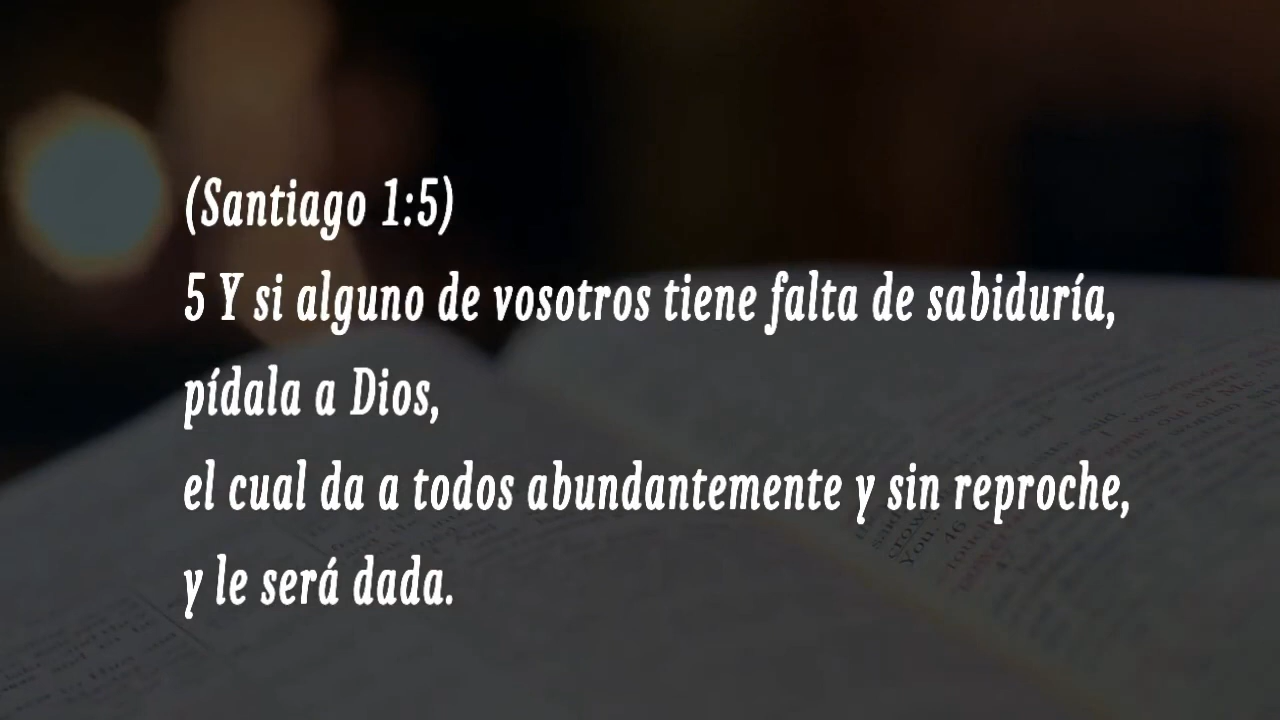 (Santiago 1:5)
5 Y si alguno de vosotros tiene falta de sabiduría,
pídala a Dios,
el cual da a todos abundantemente y sin reproche,
y le será dada.